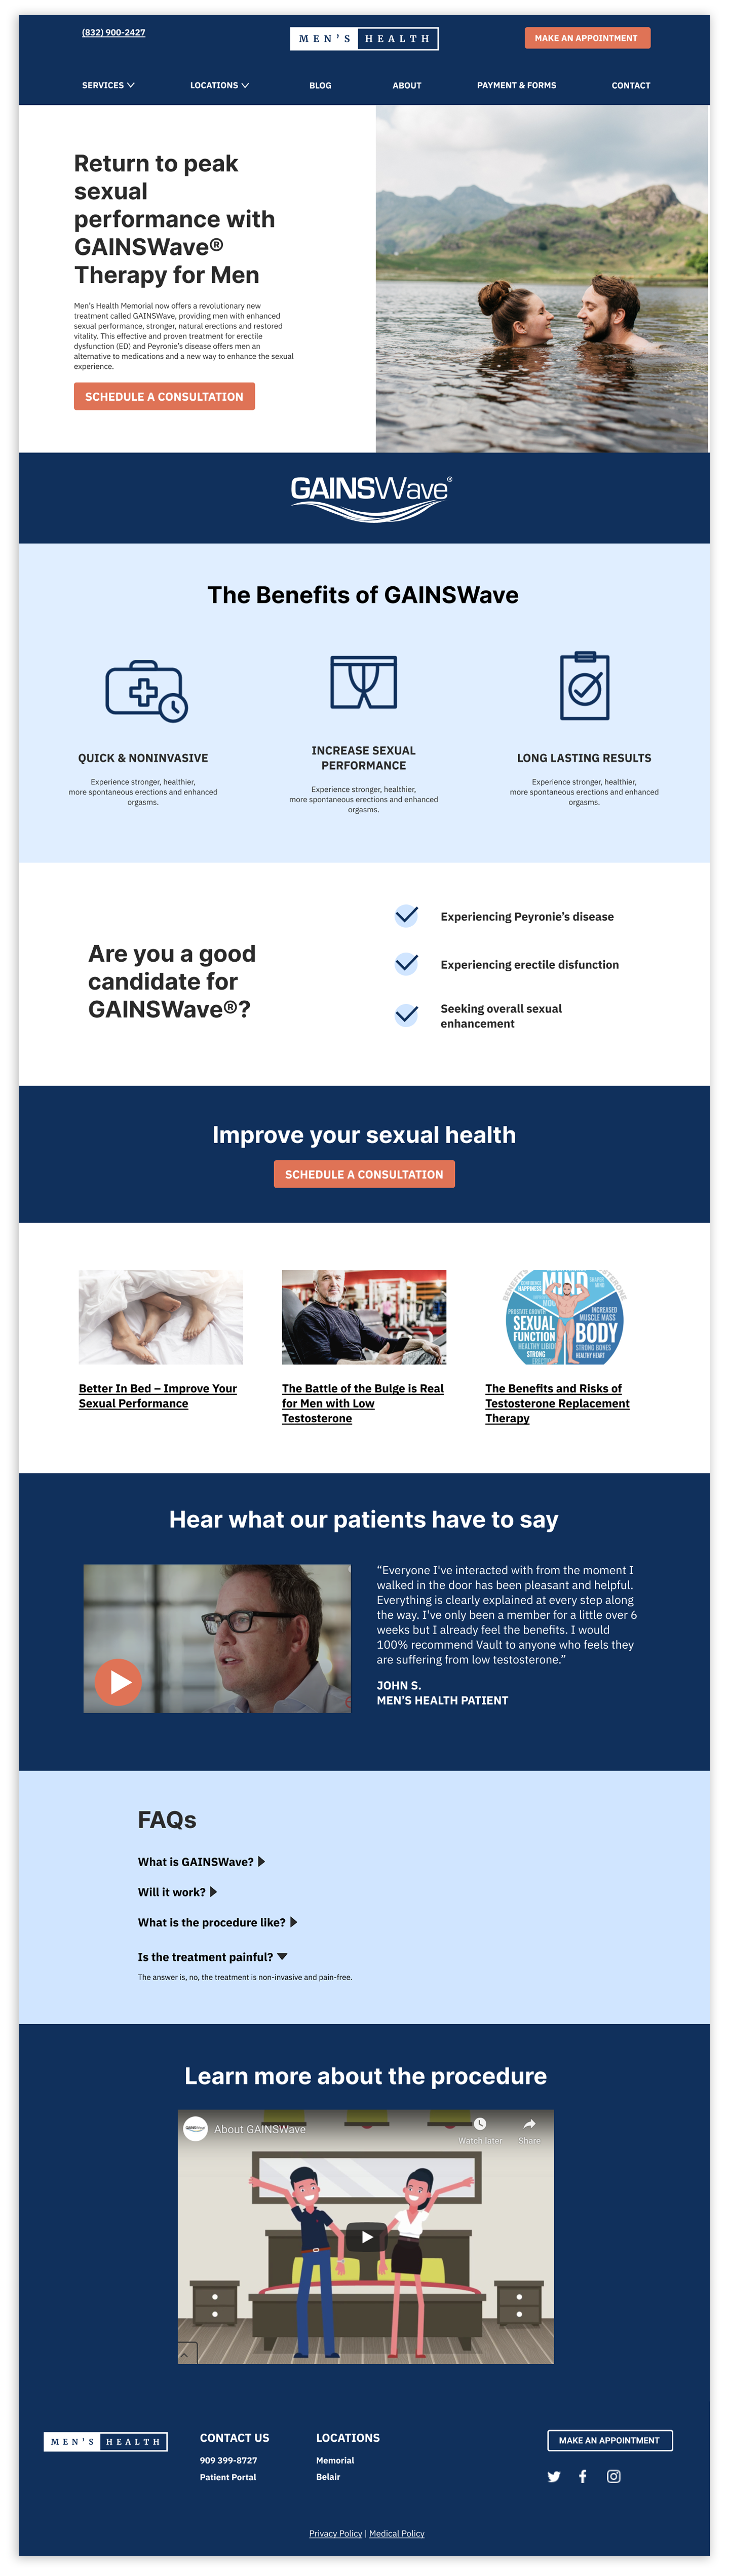 (832) 900-2427
MEN'S HEALTH
MAKE AN APPOINTMENT
SERVICES
LOCATIONS
BLOG
ABOUT
PAYMENT & FORMS
CONTACT
Return to peak
sexual
performance with
GAINSWave®
Therapy for Men
Men's Health Memorial now offers a revolutionary new
treatment called GAINSWave, providing men with enhanced
sexual performance, stronger, natural erections and restored
vitality. This effective and proven treatment for erectile
dysfunction (ED) and Peyronie's disease offers men an
alternative to medications and a new way to enhance the sexual
experience.
SCHEDULE A CONSULTATION
GAINSWave®
The Benefits of GAINSWave
QUICK & NONINVASIVE
Experience stronger, healthier,
more spontaneous erections and enhanced
orgasms.
INCREASE SEXUAL
PERFORMANCE
Experience stronger, healthier,
more spontaneous erections and enhanced
orgasms.
LONG LASTING RESULTS
Experience stronger, healthier,
more spontaneous erections and enhanced
orgasms.
Are you a good
candidate for
GAINSWave®?
Experiencing Peyronie's disease
Experiencing erectile disfunction
Seeking overall sexual
enhancement
Improve your sexual health
SCHEDULE A CONSULTATION
MIND
SEXUAL
FUNCTION
HEALTHY LIBIDO
STRONG
PROSTATE GROWTH
HAPPINESS
INCREASED
MUSCLE MASS
BODY
STRONG BONES
HEALTHY HEART
Better In Bed – Improve Your
Sexual Performance
The Battle of the Bulge is Real
for Men with Low
Testosterone
The Benefits and Risks of
Testosterone Replacement
Therapy
Hear what our patients have to say
“Everyone I've interacted with from the moment I
walked in the door has been pleasant and helpful.
Everything is clearly explained at every step along
the way. I've only been a member for a little over 6
weeks but I already feel the benefits. I would
100% recommend Vault to anyone who feels they
are suffering from low testosterone.”
JOHN S.
MEN'S HEALTH PATIENT
FAQs
What is GAINSWave?
Will it work?
What is the procedure like?
Is the treatment painful?
The answer is, no, the treatment is non-invasive and pain-free.
Learn more about the procedure
About GAINSWave
Watch later
Share
MEN'S HEALTH
CONTACT US
909 399-8727
Patient Portal
LOCATIONS
Memorial
Belair
MAKE AN APPOINTMENT
Privacy Policy | Medical Policy